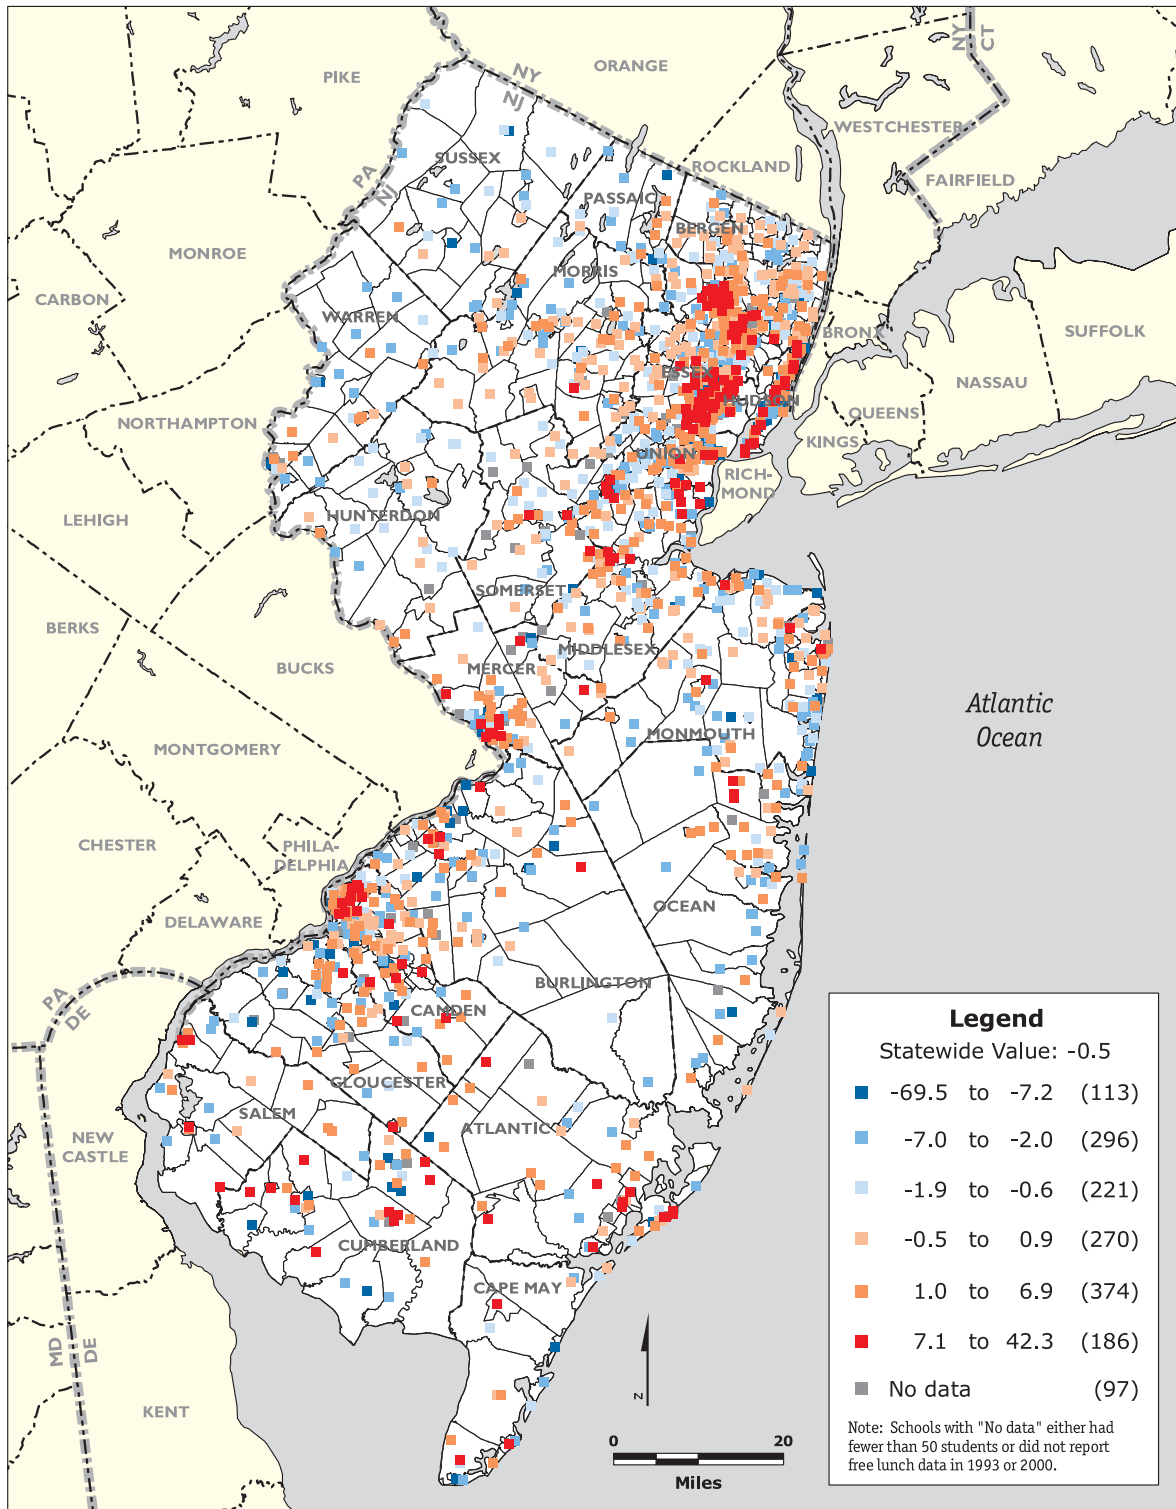 NY
CT
ORANGE
PIKE
NY
NJ
WESTCHESTER
SUSSEX
ROCKLAND
FAIRFIELD
PA
NJ
PASSAIC
BERGEN
MONROE
MORRIS
CARBON
WARREN
BRONX
SUFFOLK
ESSEX
NASSAU
HUDSON
QUEENS
NORTHAMPTON
KINGS
UNION
RICH-
MOND
LEHIGH
HUNTERDON
SOMERSET
BERKS
MIDDLESEX
BUCKS
MERCER
Atlantic
Ocean
MONMOUTH
MONTGOMERY
CHESTER
PHILA-
DELPHIA
OCEAN
DELAWARE
BURLINGTON
PA
DE
CAMDEN
GLOUCESTER
SALEM
ATLANTIC
NEW
CASTLE
CUMBERLAND
CAPE MAY
MD
DE
KENT
N
0 20
Miles
Legend
Statewide Value: -0.5
-69.5 to -7.2 (113)
-7.0 to -2.0 (296)
-1.9 to -0.6 (221)
-0.5 to 0.9 (270)
1.0 to 6.9 (374)
7.1 to 42.3 (186)
No data (97)
Note: Schools with "No data" either had
fewer than 50 students or did not report
free lunch data in 1993 or 2000.